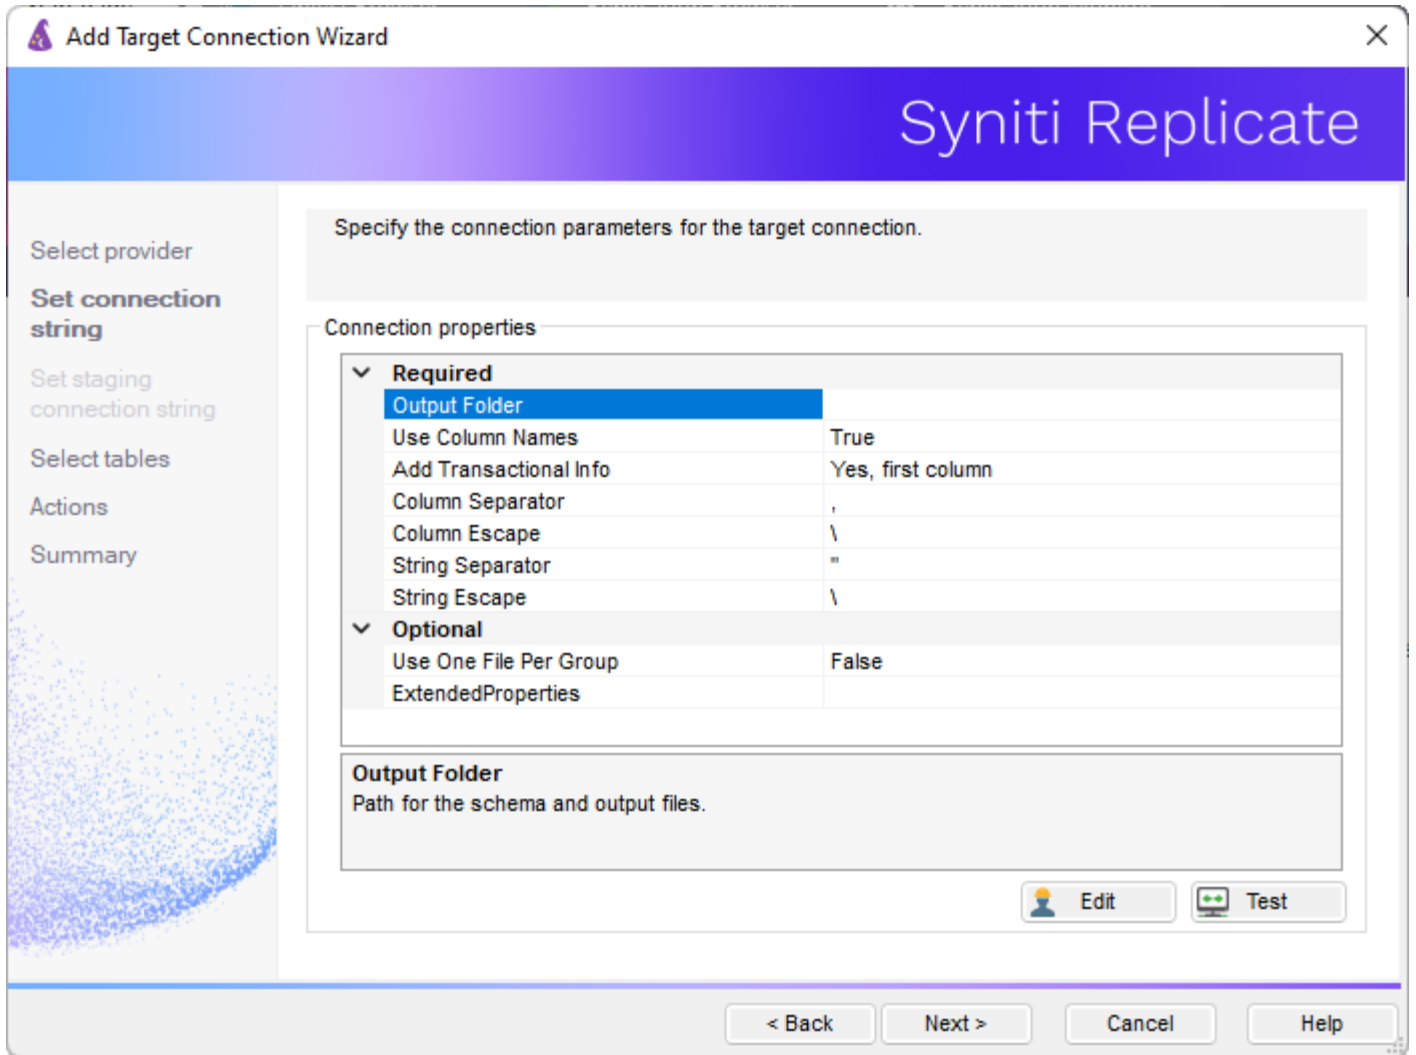 Add Target Connection Wizard
Syniti Replicate
Select provider
Set connection
string
Set staging
connection string
Select tables
Actions
Summary
Specify the connection parameters for the target connection.
Connection properties
Required
Output Folder
Use Column Names True
Add Transactional Info Yes, first column
Column Separator ,
Column Escape \
String Separator "
String Escape \
Optional
Use One File Per Group False
ExtendedProperties
Output Folder
Path for the schema and output files.
Edit Test
< Back Next > Cancel Help